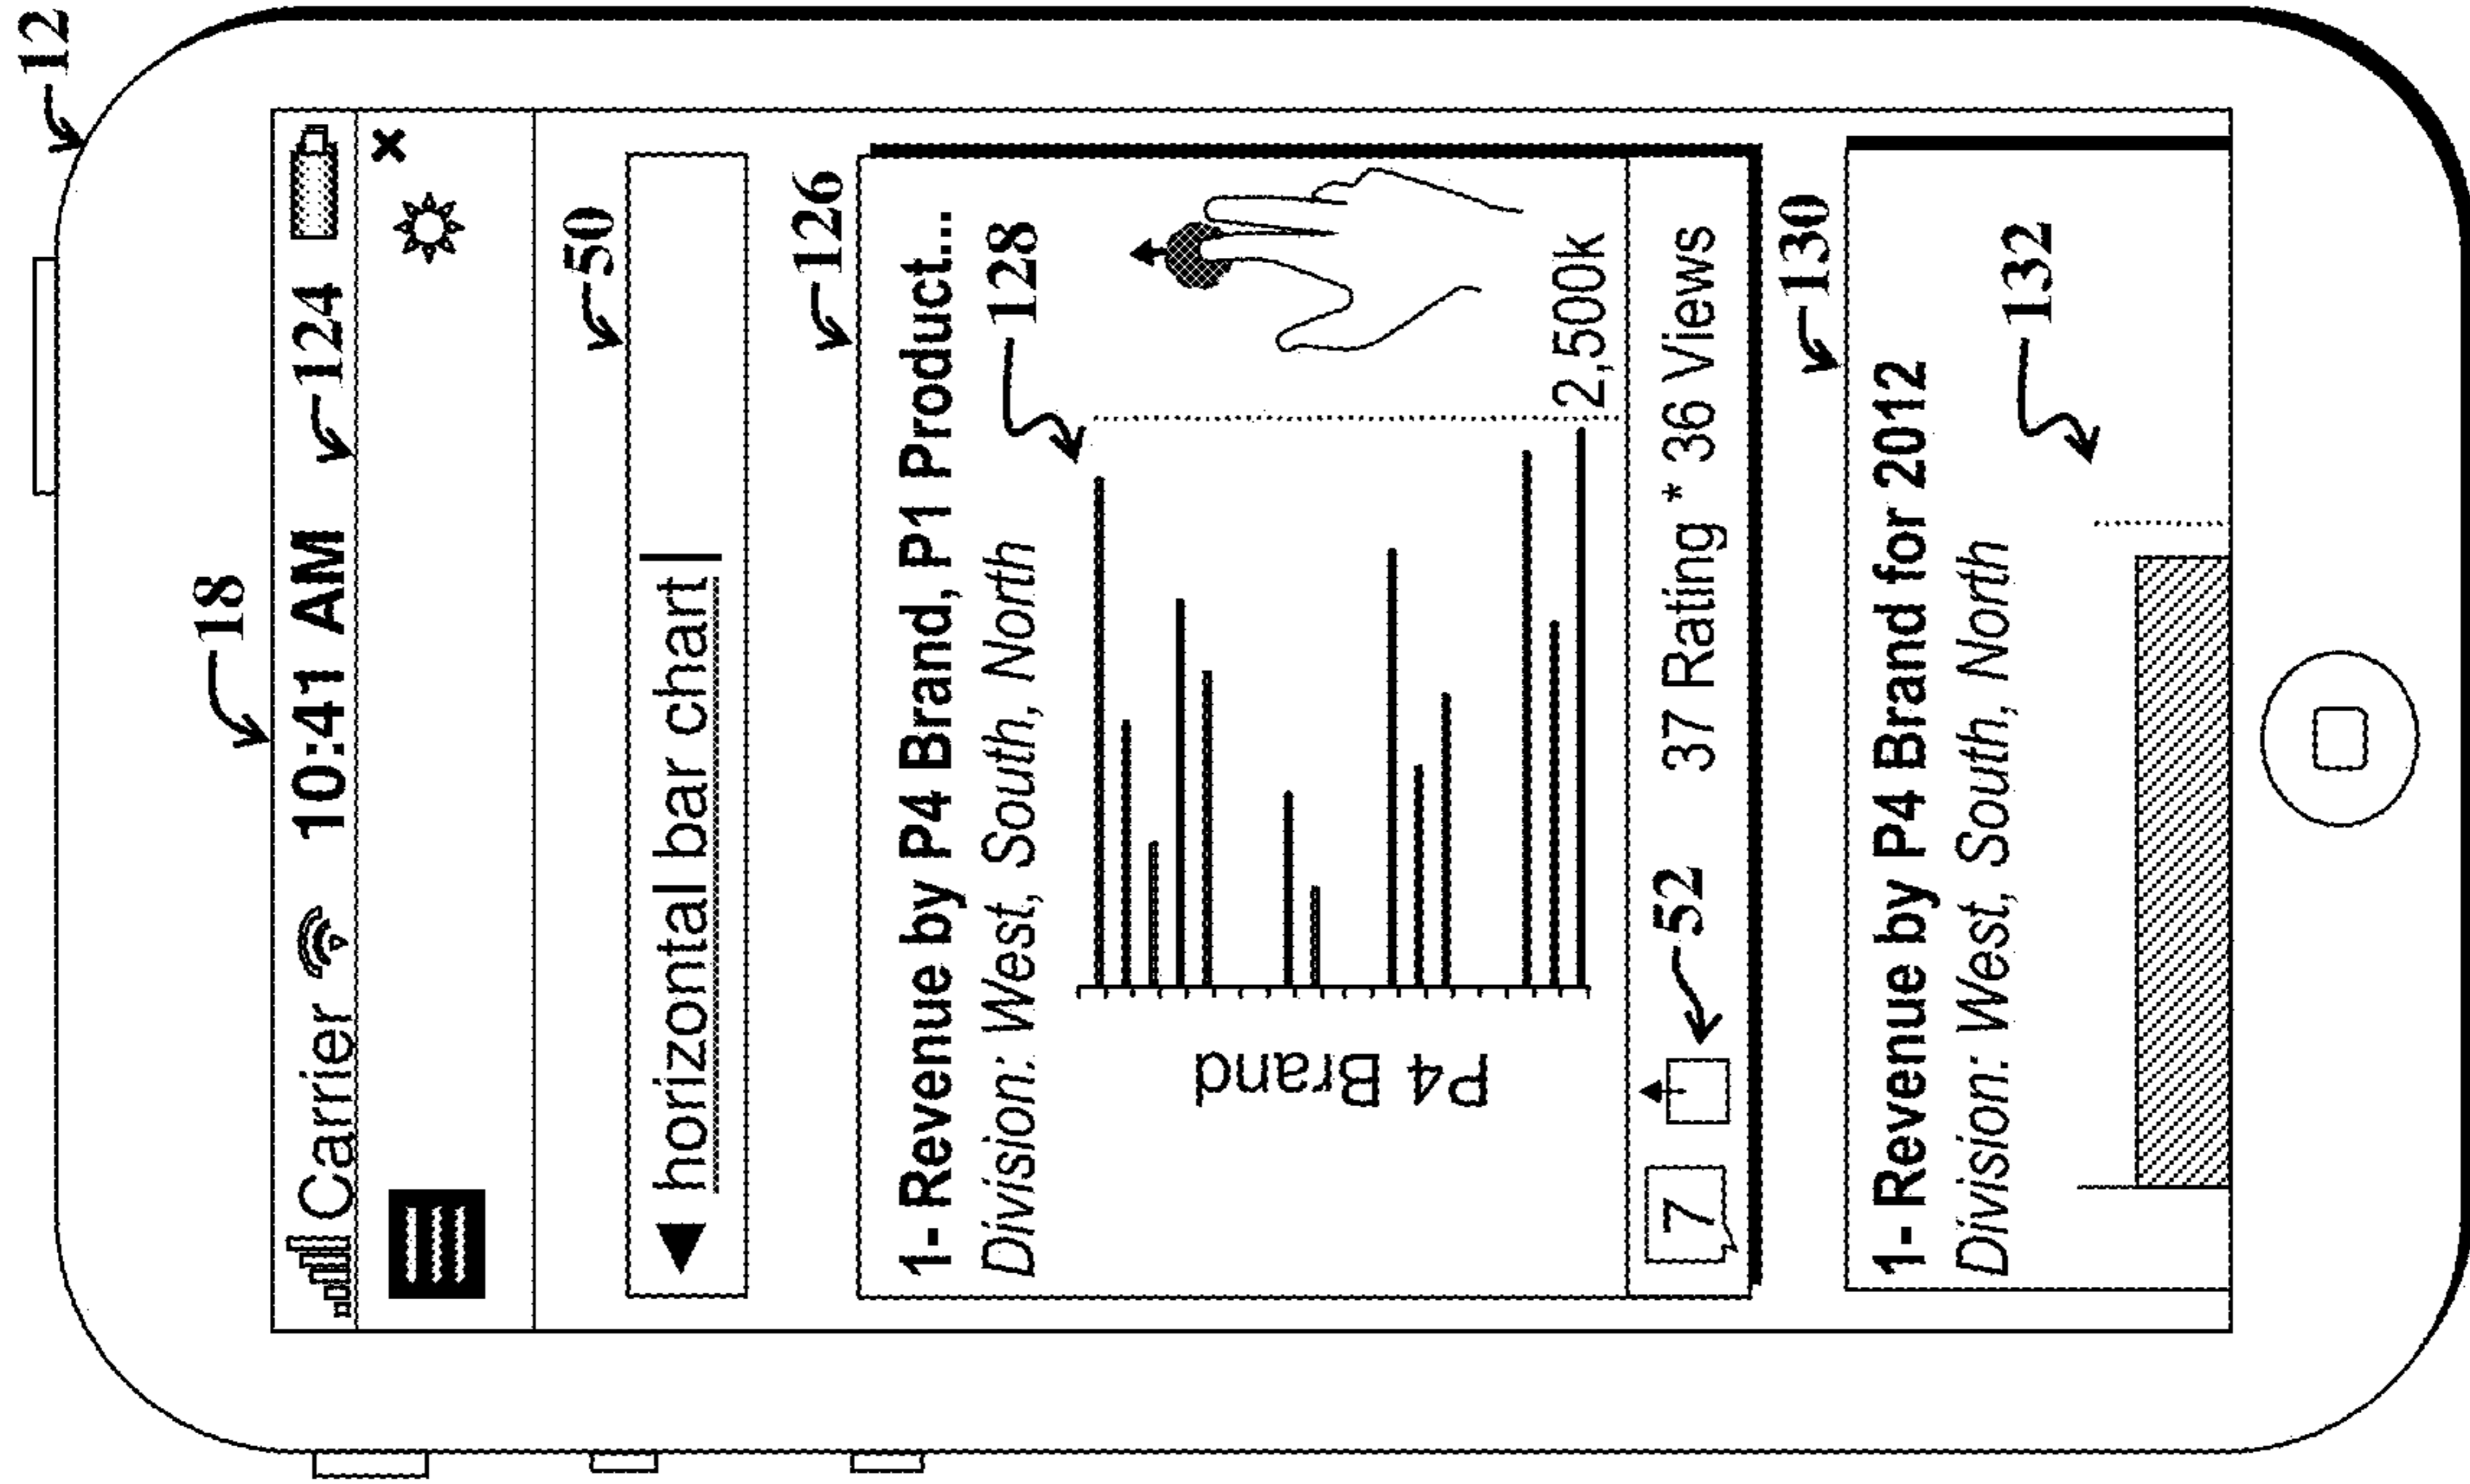 12
18
Carrier 10:41 AM
124
×
50
horizontal bar chart
126
1- Revenue by P4 Brand, P1 Product...
Division: West, South, North
128
P4 Brand
2,500k
7
52
37 Rating * 36 Views
130
1- Revenue by P4 Brand for 2012
Division: West, South, North
132